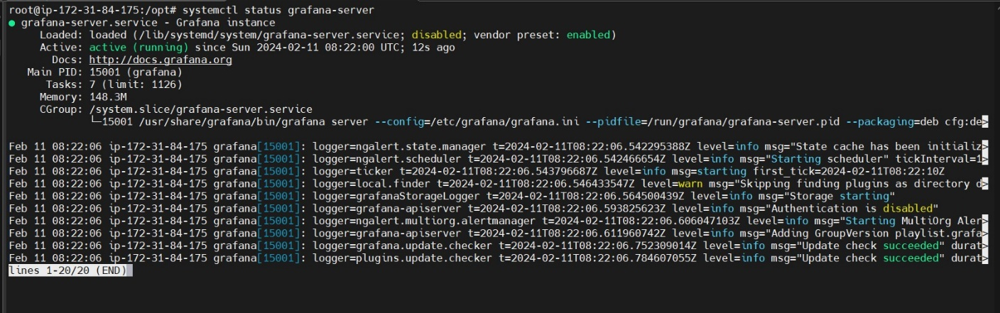 root@ip-172-31-84-175:/opt# systemctl status grafana-server
● grafana-server.service - Grafana instance
     Loaded: loaded (/lib/systemd/system/grafana-server.service; disabled; vendor preset: enabled)
     Active: active (running) since Sun 2024-02-11 08:22:00 UTC; 12s ago
       Docs: http://docs.grafana.org
   Main PID: 15001 (grafana)
      Tasks: 7 (limit: 1126)
     Memory: 148.3M
     CGroup: /system.slice/grafana-server.service
             └─15001 /usr/share/grafana/bin/grafana server --config=/etc/grafana/grafana.ini --pidfile=/run/grafana/grafana-server.pid --packaging=deb cfg:de>
Feb 11 08:22:06 ip-172-31-84-175 grafana[15001]: logger=ngalert.state.manager t=2024-02-11T08:22:06.542295388Z level=info msg="State cache has been initializ>
Feb 11 08:22:06 ip-172-31-84-175 grafana[15001]: logger=ngalert.scheduler t=2024-02-11T08:22:06.542466654Z level=info msg="Starting scheduler" tickInterval=1>
Feb 11 08:22:06 ip-172-31-84-175 grafana[15001]: logger=ticker t=2024-02-11T08:22:06.543796687Z level=info msg=starting first_tick=2024-02-11T08:22:10Z
Feb 11 08:22:06 ip-172-31-84-175 grafana[15001]: logger=local.finder t=2024-02-11T08:22:06.546433547Z level=warn msg="Skipping finding plugins as directory d>
Feb 11 08:22:06 ip-172-31-84-175 grafana[15001]: logger=grafanaStorageLogger t=2024-02-11T08:22:06.564500439Z level=info msg="Storage starting"
Feb 11 08:22:06 ip-172-31-84-175 grafana[15001]: logger=grafana-apiserver t=2024-02-11T08:22:06.593825623Z level=info msg="Authentication is disabled"
Feb 11 08:22:06 ip-172-31-84-175 grafana[15001]: logger=ngalert.multiorg.alertmanager t=2024-02-11T08:22:06.606047103Z level=info msg="Starting MultiOrg Aler>
Feb 11 08:22:06 ip-172-31-84-175 grafana[15001]: logger=grafana-apiserver t=2024-02-11T08:22:06.611960742Z level=info msg="Adding GroupVersion playlist.grafa>
Feb 11 08:22:06 ip-172-31-84-175 grafana[15001]: logger=grafana.update.checker t=2024-02-11T08:22:06.752309014Z level=info msg="Update check succeeded" durat>
Feb 11 08:22:06 ip-172-31-84-175 grafana[15001]: logger=plugins.update.checker t=2024-02-11T08:22:06.784607055Z level=info msg="Update check succeeded" durat>
lines 1-20/20 (END)